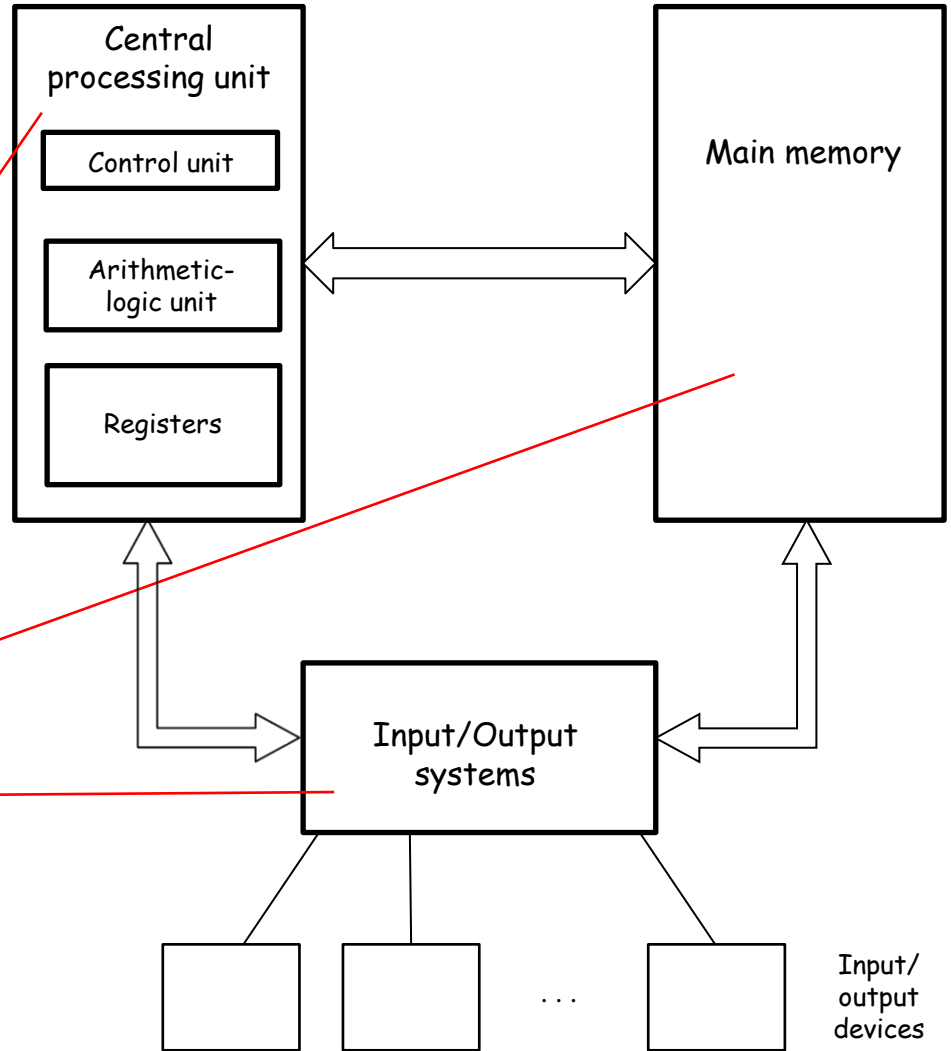 Central
processing unit
Control unit
Arithmetic-
logic unit
Registers
Main memory
Input/Output
systems
. . .
Input/
output
devices